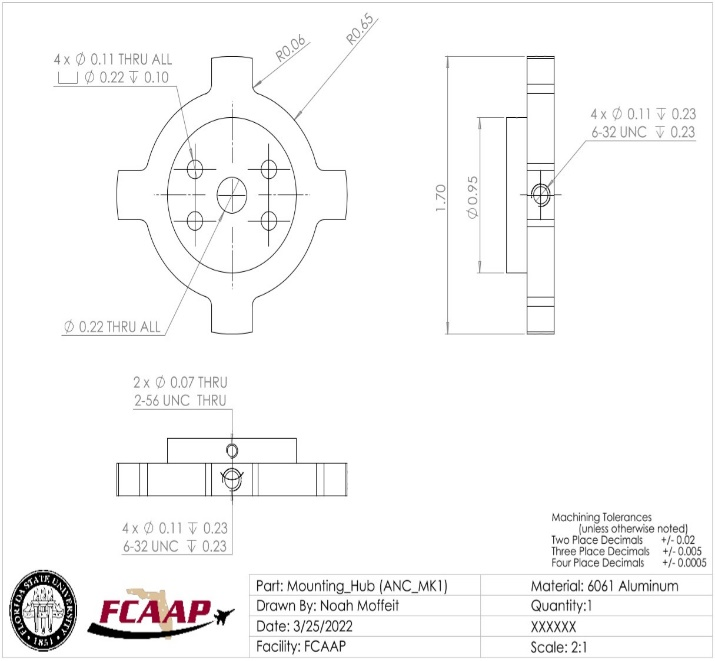 4 x Ø 0.11 THRU ALL
⌴ Ø 0.22 ↧ 0.10
R0.06
R0.65
Ø 0.22 THRU ALL
1.70
Ø 0.95
4 x Ø 0.11 ↧ 0.23
6-32 UNC ↧ 0.23
2 x Ø 0.07 THRU
2-56 UNC THRU
4 x Ø 0.11 ↧ 0.23
6-32 UNC ↧ 0.23
Machining Tolerances
(unless otherwise noted)
Two Place Decimals +/- 0.02
Three Place Decimals +/- 0.005
Four Place Decimals +/- 0.0005
FLORIDA STATE UNIVERSITY
1851
FCAAP
Part: Mounting_Hub (ANC_MK1)
Drawn By: Noah Moffeit
Date: 3/25/2022
Facility: FCAAP
Material: 6061 Aluminum
Quantity:1
XXXXXX
Scale: 2:1